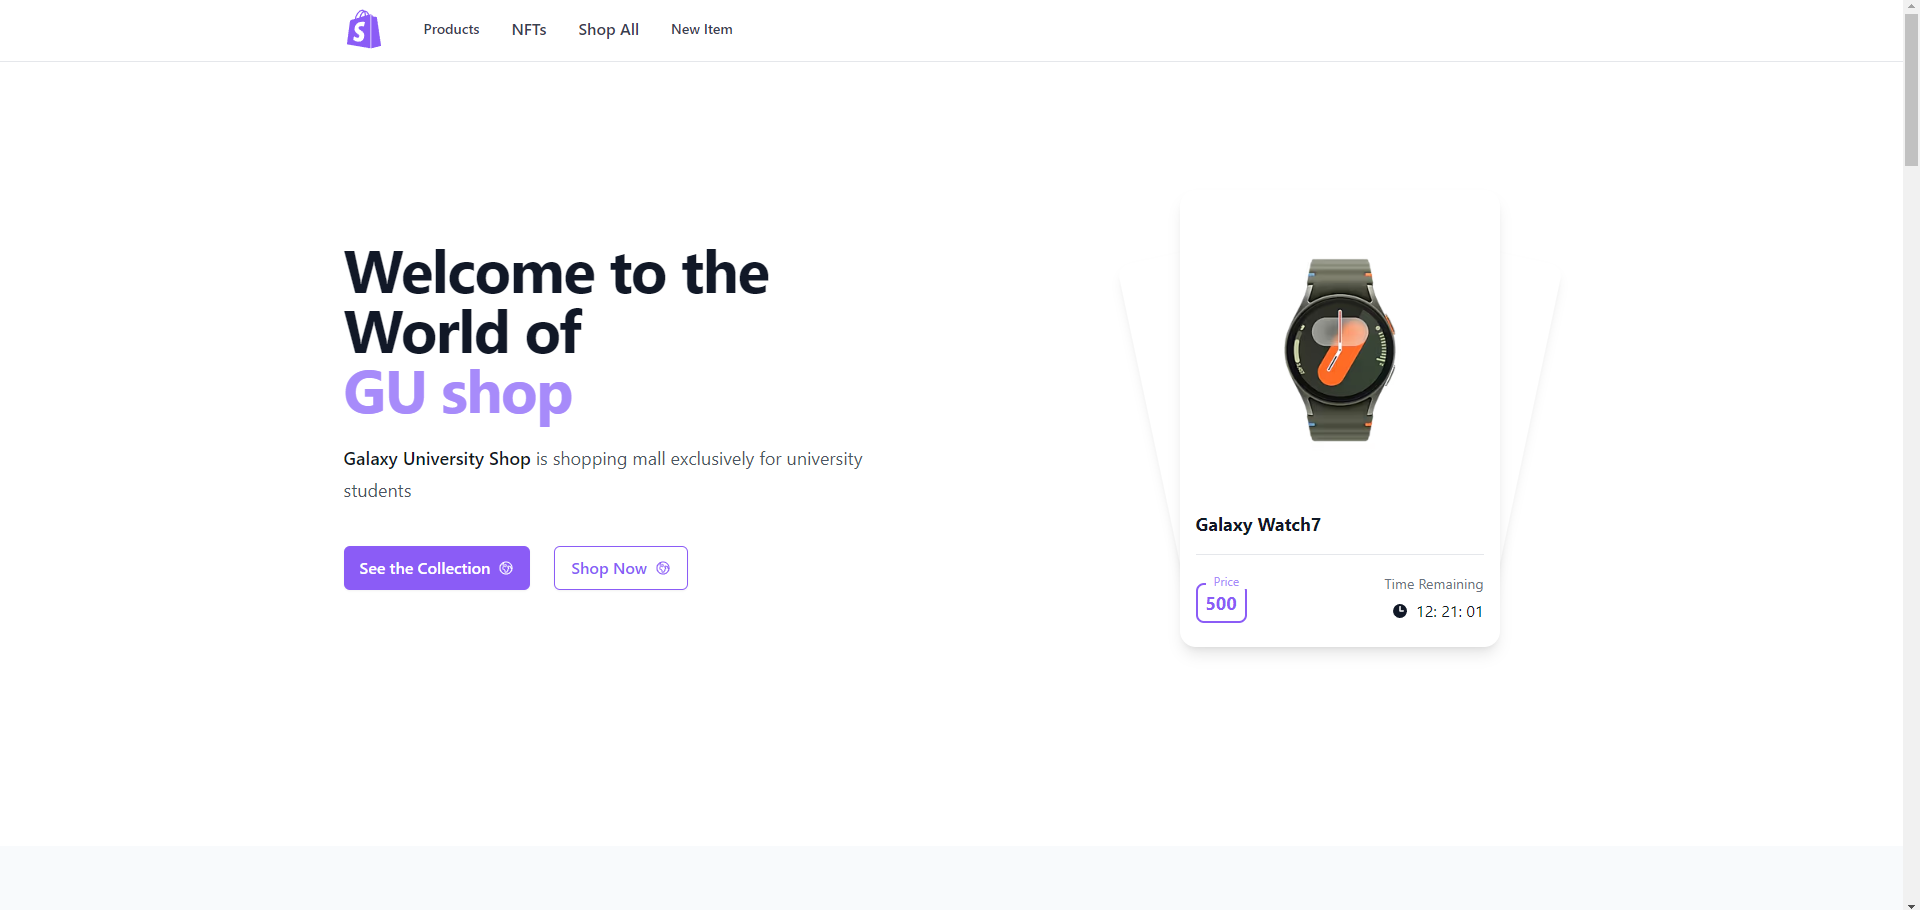 S
Products NFTs Shop All New Item
Welcome to the
World of
GU shop
Galaxy University Shop is shopping mall exclusively for university
students
See the Collection Shop Now
Galaxy Watch7
Price Time Remaining
500 12: 21: 01